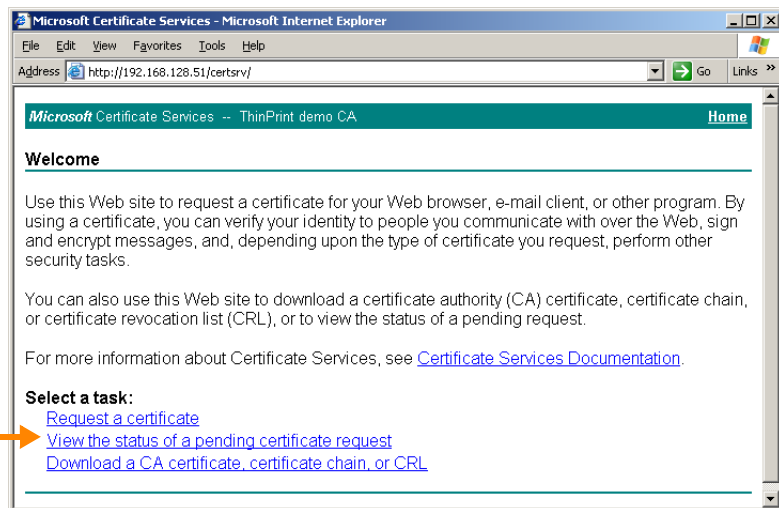 Microsoft Certificate Services - Microsoft Internet Explorer
File Edit View Favorites Tools Help
Address http://192.168.128.51/certsrv/ Go Links »
Microsoft Certificate Services -- ThinPrint demo CA Home
Welcome
Use this Web site to request a certificate for your Web browser, e-mail client, or other program. By
using a certificate, you can verify your identity to people you communicate with over the Web, sign
and encrypt messages, and, depending upon the type of certificate you request, perform other
security tasks.
You can also use this Web site to download a certificate authority (CA) certificate, certificate chain,
or certificate revocation list (CRL), or to view the status of a pending request.
For more information about Certificate Services, see Certificate Services Documentation.
Select a task:
Request a certificate
View the status of a pending certificate request
Download a CA certificate, certificate chain, or CRL